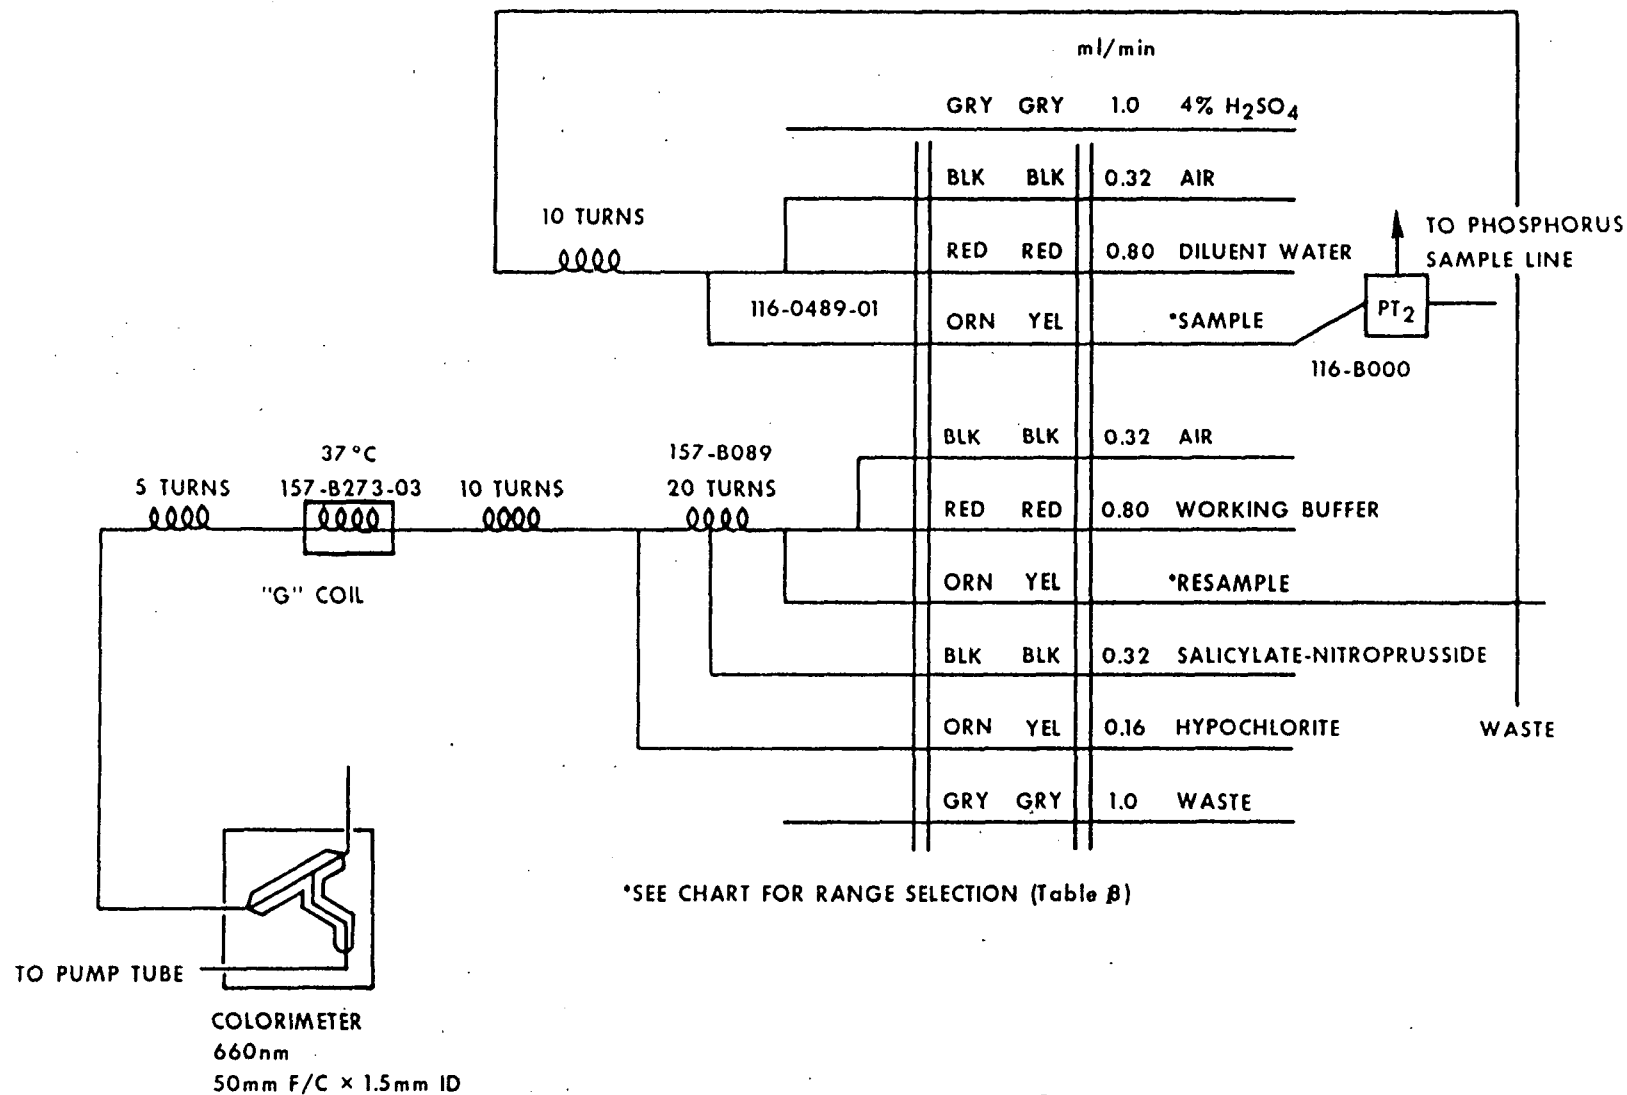 ml/min
GRY GRY 1.0 4% H2SO4
BLK BLK 0.32 AIR
10 TURNS
RED RED 0.80 DILUENT WATER
TO PHOSPHORUS
SAMPLE LINE
116-0489-01
ORN YEL *SAMPLE
PT2
116-B000
BLK BLK 0.32 AIR
37°C
157-B089
5 TURNS
157-B273-03
10 TURNS
20 TURNS
RED RED 0.80 WORKING BUFFER
"G" COIL
ORN YEL *RESAMPLE
BLK BLK 0.32 SALICYLATE-NITROPRUSSIDE
ORN YEL 0.16 HYPOCHLORITE
WASTE
GRY GRY 1.0 WASTE
*SEE CHART FOR RANGE SELECTION (Table β)
TO PUMP TUBE
COLORIMETER
660nm
50mm F/C × 1.5mm ID